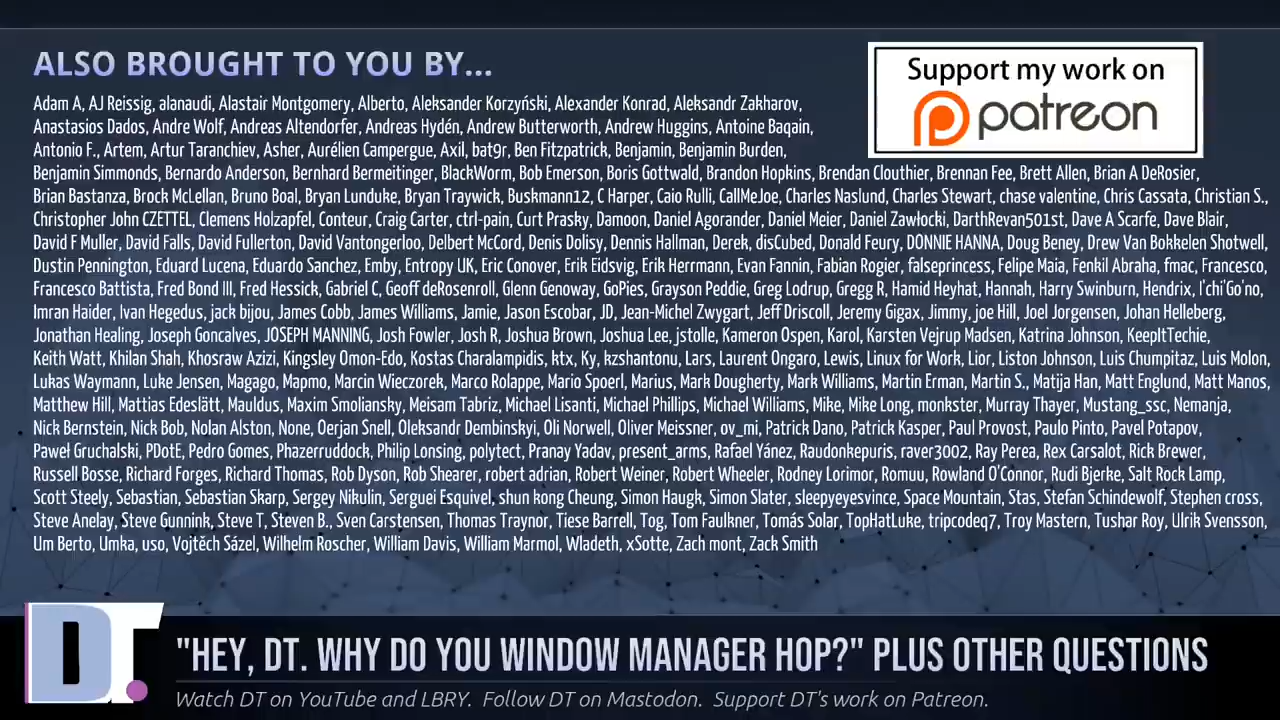 ALSO BROUGHT TO YOU BY...
Support my work on
patreon
Adam A, AJ Reissig, alanaudi, Alastair Montgomery, Alberto, Aleksander Korzyński, Alexander Konrad, Aleksandr Zakharov,
Anastasios Dados, Andre Wolf, Andreas Altendorfer, Andreas Hydén, Andrew Butterworth, Andrew Huggins, Antoine Baqain,
Antonio F., Artem, Artur Taranchiev, Asher, Aurélien Campergue, Axil, bat9r, Ben Fitzpatrick, Benjamin, Benjamin Burden,
Benjamin Simmonds, Bernardo Anderson, Bernhard Bermeitinger, BlackWorm, Bob Emerson, Boris Gottwald, Brandon Hopkins, Brendan Clouthier, Brennan Fee, Brett Allen, Brian A DeRosier,
Brian Bastanza, Brock McLellan, Bruno Boal, Bryan Lunduke, Bryan Traywick, Buskmann12, C Harper, Caio Rulli, CallMeJoe, Charles Naslund, Charles Stewart, chase valentine, Chris Cassata, Christian S.,
Christopher John CZETTEL, Clemens Holzapfel, Conteur, Craig Carter, ctrl-pain, Curt Prasky, Damoon, Daniel Agorander, Daniel Meier, Daniel Zawłocki, DarthRevan501st, Dave A Scarfe, Dave Blair,
David F Muller, David Falls, David Fullerton, David Vantongerloo, Delbert McCord, Denis Dolisy, Dennis Hallman, Derek, disCubed, Donald Feury, DONNIE HANNA, Doug Beney, Drew Van Bokkelen Shotwell,
Dustin Pennington, Eduard Lucena, Eduardo Sanchez, Emby, Entropy UK, Eric Conover, Erik Eidsvig, Erik Herrmann, Evan Fannin, Fabian Rogier, falseprincess, Felipe Maia, Fenkil Abraha, fmac, Francesco,
Francesco Battista, Fred Bond III, Fred Hessick, Gabriel C, Geoff deRosenroll, Glenn Genoway, GoPies, Grayson Peddie, Greg Lodrup, Gregg R, Hamid Heyhat, Hannah, Harry Swinburn, Hendrix, I'chi'Go'no,
Imran Haider, Ivan Hegedus, jack bijou, James Cobb, James Williams, Jamie, Jason Escobar, JD, Jean-Michel Zwygart, Jeff Driscoll, Jeremy Gigax, Jimmy, joe Hill, Joel Jorgensen, Johan Helleberg,
Jonathan Healing, Joseph Goncalves, JOSEPH MANNING, Josh Fowler, Josh R, Joshua Brown, Joshua Lee, jstolle, Kameron Ospen, Karol, Karsten Vejrup Madsen, Katrina Johnson, KeepItTechie,
Keith Watt, Khilan Shah, Khosraw Azizi, Kingsley Omon-Edo, Kostas Charalampidis, ktx, Ky, kzshantonu, Lars, Laurent Ongaro, Lewis, Linux for Work, Lior, Liston Johnson, Luis Chumpitaz, Luis Molon,
Lukas Waymann, Luke Jensen, Magago, Mapmo, Marcin Wieczorek, Marco Rolappe, Mario Spoerl, Marius, Mark Dougherty, Mark Williams, Martin Erman, Martin S., Matija Han, Matt Englund, Matt Manos,
Matthew Hill, Mattias Edeslätt, Mauldus, Maxim Smoliansky, Meisam Tabriz, Michael Lisanti, Michael Phillips, Michael Williams, Mike, Mike Long, monkster, Murray Thayer, Mustang_ssc, Nemanja,
Nick Bernstein, Nick Bob, Nolan Alston, None, Oerjan Snell, Oleksandr Dembinskyi, Oli Norwell, Oliver Meissner, ov_mi, Patrick Dano, Patrick Kasper, Paul Provost, Paulo Pinto, Pavel Potapov,
Paweł Gruchalski, PDotE, Pedro Gomes, Phazerruddock, Philip Lonsing, polytect, Pranay Yadav, present_arms, Rafael Yánez, Raudonkepuris, raver3002, Ray Perea, Rex Carsalot, Rick Brewer,
Russell Bosse, Richard Forges, Richard Thomas, Rob Dyson, Rob Shearer, robert adrian, Robert Weiner, Robert Wheeler, Rodney Lorimor, Romuu, Rowland O'Connor, Rudi Bjerke, Salt Rock Lamp,
Scott Steely, Sebastian, Sebastian Skarp, Sergey Nikulin, Serguei Esquivel, shun kong Cheung, Simon Haugk, Simon Slater, sleepyeyesvince, Space Mountain, Stas, Stefan Schindewolf, Stephen cross,
Steve Anelay, Steve Gunnink, Steve T, Steven B., Sven Carstensen, Thomas Traynor, Tiese Barrell, Tog, Tom Faulkner, Tomás Solar, TopHatLuke, tripcodeq7, Troy Mastern, Tushar Roy, Ulrik Svensson,
Um Berto, Umka, uso, Vojtěch Sázel, Wilhelm Roscher, William Davis, William Marmol, Wladeth, xSotte, Zach mont, Zack Smith
DT.
"HEY, DT. WHY DO YOU WINDOW MANAGER HOP?" PLUS OTHER QUESTIONS
Watch DT on YouTube and LBRY. Follow DT on Mastodon. Support DT's work on Patreon.